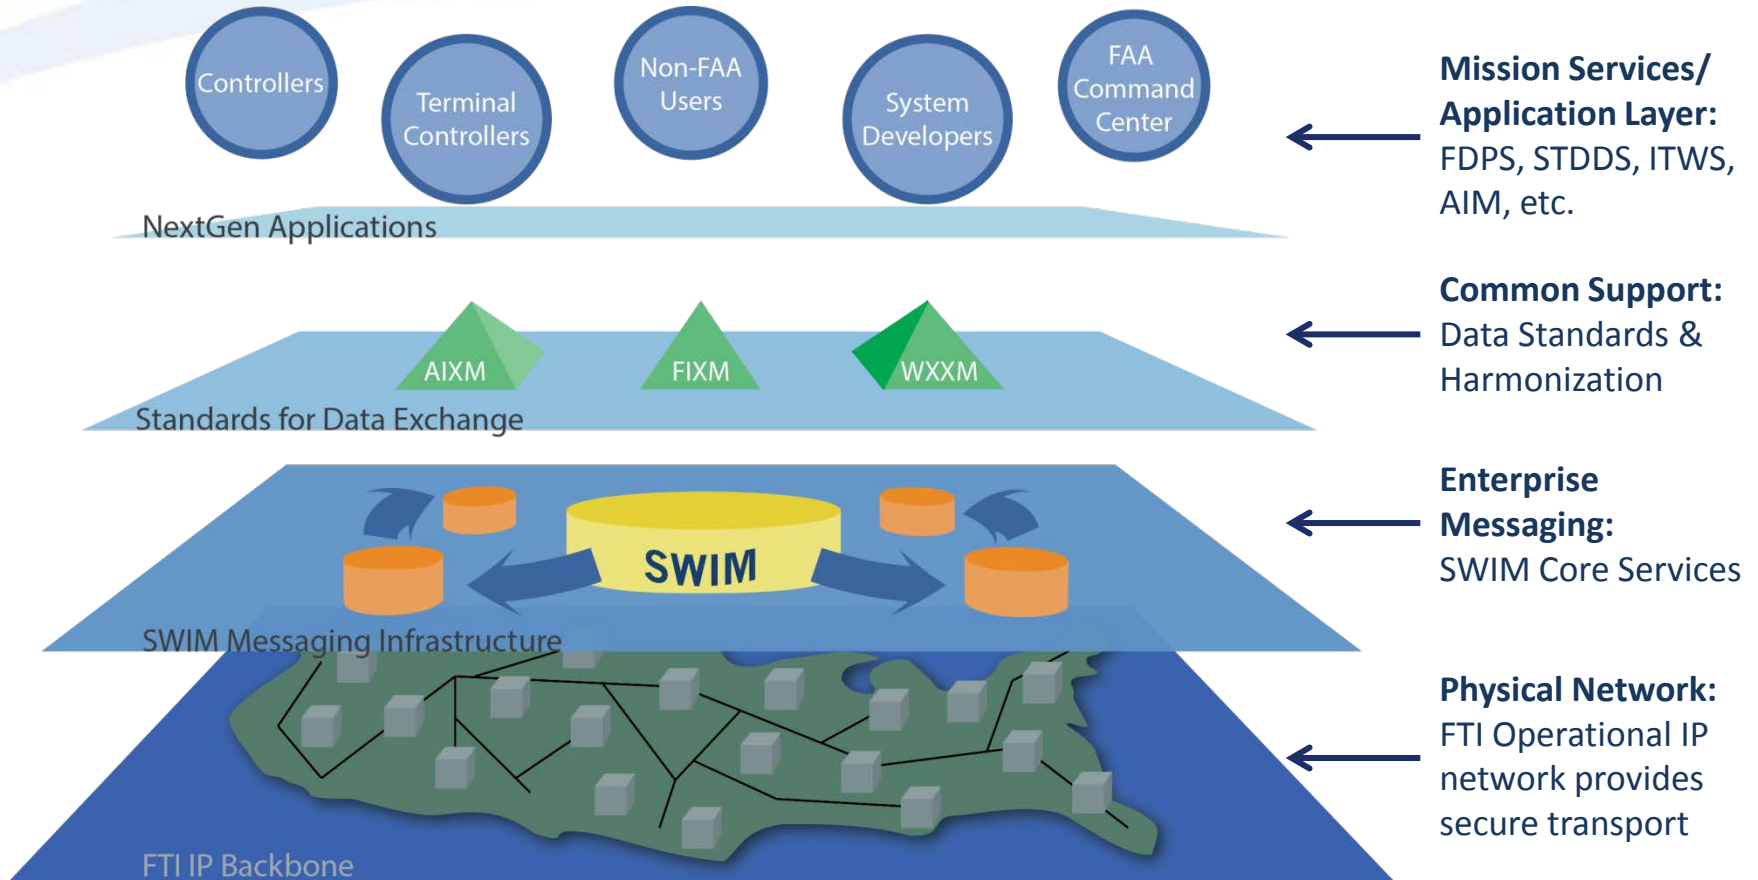 Controllers
Terminal
Controllers
Non-FAA
Users
System
Developers
FAA
Command
Center
NextGen Applications
Mission Services/
Application Layer:
FDPS, STDDS, ITWS,
AIM, etc.
AIXM
FIXM
WXXM
Standards for Data Exchange
Common Support:
Data Standards &
Harmonization
SWIM
SWIM Messaging Infrastructure
Enterprise
Messaging:
SWIM Core Services
FTI IP Backbone
Physical Network:
FTI Operational IP
network provides
secure transport